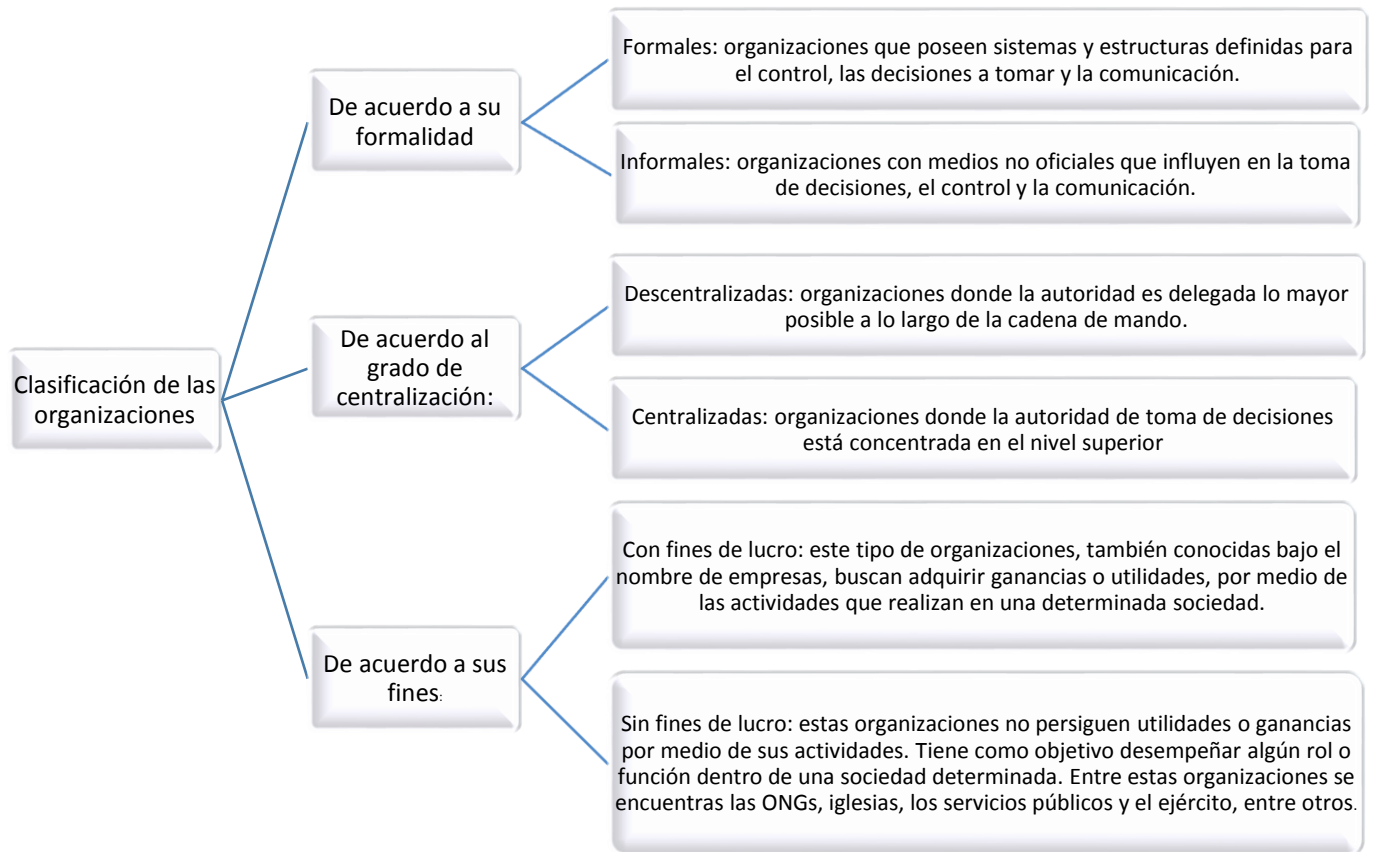 Clasificación de las
organizaciones
De acuerdo a su
formalidad
Formales: organizaciones que poseen sistemas y estructuras definidas para
el control, las decisiones a tomar y la comunicación.
Informales: organizaciones con medios no oficiales que influyen en la toma
de decisiones, el control y la comunicación.
De acuerdo al
grado de
centralización:
Descentralizadas: organizaciones donde la autoridad es delegada lo mayor
posible a lo largo de la cadena de mando.
Centralizadas: organizaciones donde la autoridad de toma de decisiones
está concentrada en el nivel superior
De acuerdo a sus
fines:
Con fines de lucro: este tipo de organizaciones, también conocidas bajo el
nombre de empresas, buscan adquirir ganancias o utilidades, por medio de
las actividades que realizan en una determinada sociedad.
Sin fines de lucro: estas organizaciones no persiguen utilidades o ganancias
por medio de sus actividades. Tiene como objetivo desempeñar algún rol o
función dentro de una sociedad determinada. Entre estas organizaciones se
encuentras las ONGs, iglesias, los servicios públicos y el ejército, entre otros.